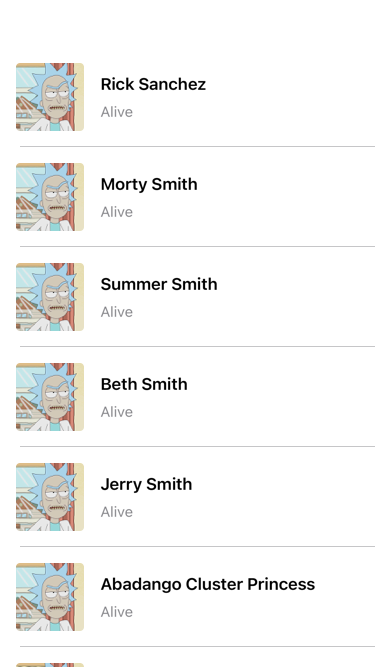 Rick Sanchez
Alive
Morty Smith
Alive
Summer Smith
Alive
Beth Smith
Alive
Jerry Smith
Alive
Abadango Cluster Princess
Alive